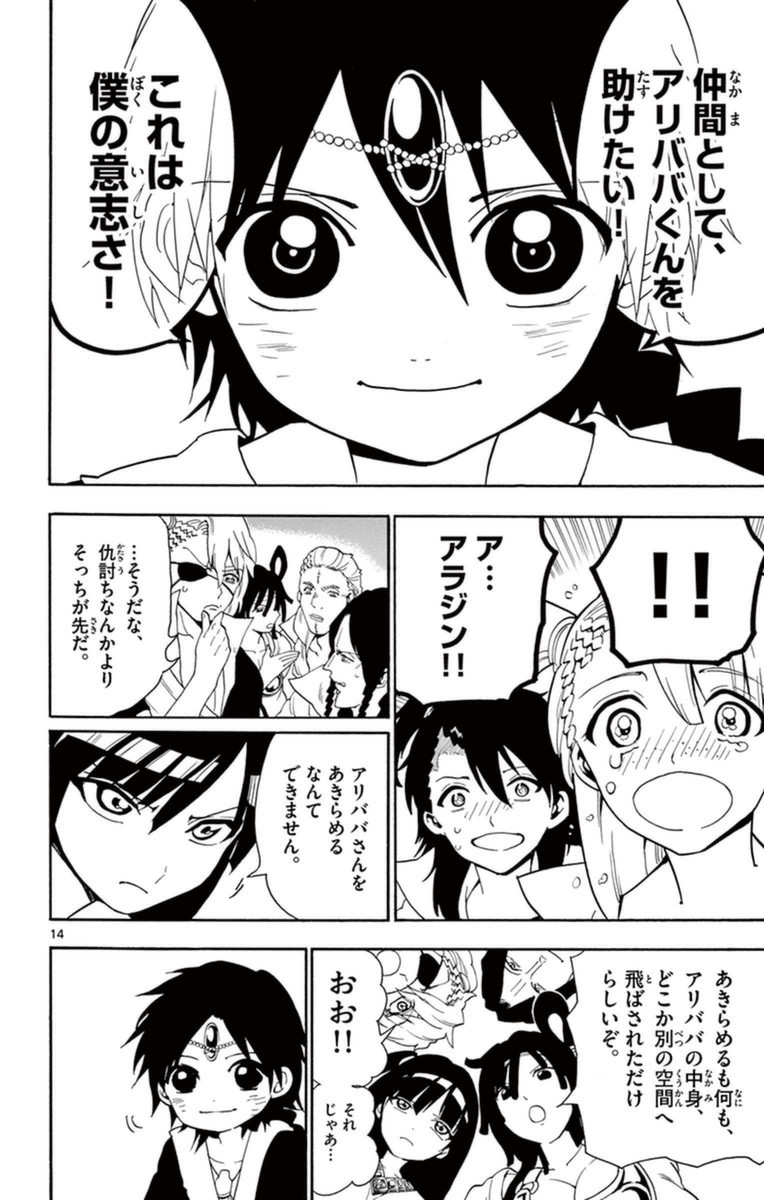 仲間として、
アリババくんを
助けたい！
これは
僕の意志さ！
！！
ア…
アラジン！！
…そうだな、
仇討ちなんかより
そっちが先だ。
アリババさんを
あきらめる
なんて
できません。
あきらめるも何も、
アリババの中身、
どこか別の空間へ
飛ばされただけ
らしいぞ。
おお！！
それ
じゃあ…
14